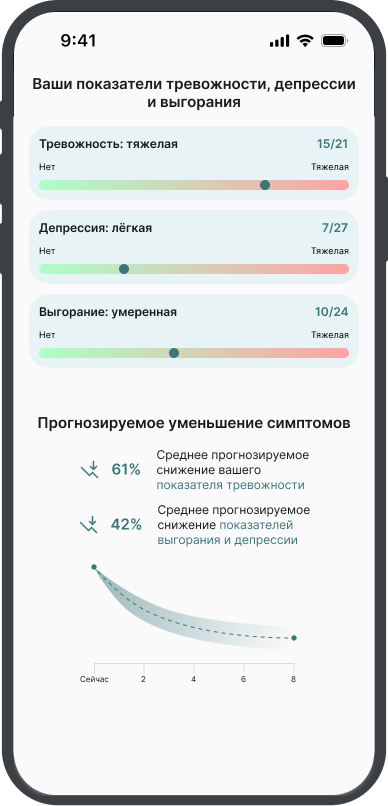 9:41
Ваши показатели тревожности, депрессии
и выгорания
Тревожность: тяжелая 15/21
Нет Тяжелая
Депрессия: лёгкая 7/27
Нет Тяжелая
Выгорание: умеренная 10/24
Нет Тяжелая
Прогнозируемое уменьшение симптомов
61% Среднее прогнозируемое
снижение вашего
показателя тревожности
42% Среднее прогнозируемое
снижение показателей
выгорания и депрессии
Сейчас 2 4 6 8